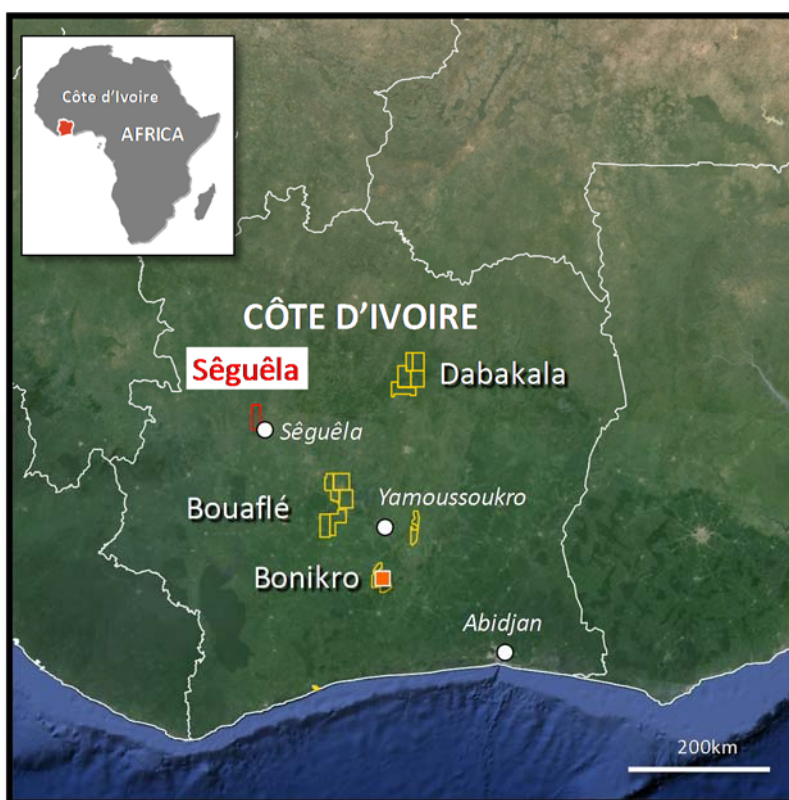 Côte d'Ivoire
AFRICA
CÔTE D'IVOIRE
Sêguêla
Dabakala
Sêguêla
Bouaflé
Yamoussoukro
Bonikro
Abidjan
200km